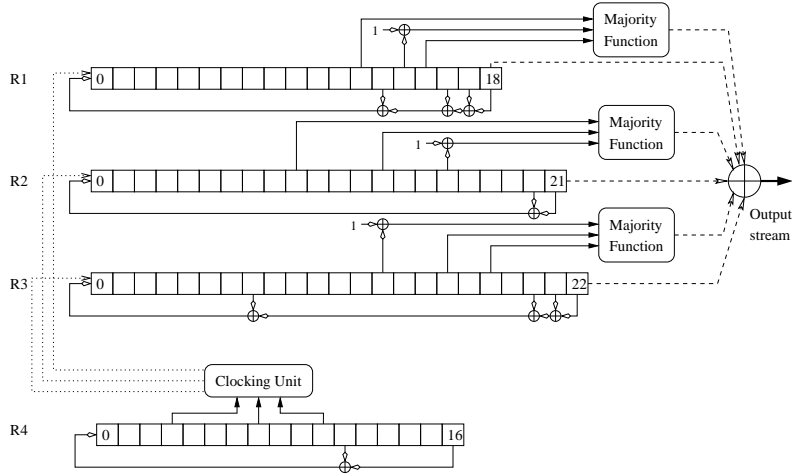 Majority
Function
1
R1
0
18
Majority
Function
1
R2
0
21
Output
stream
Majority
Function
1
R3
0
22
Clocking Unit
R4
0
16